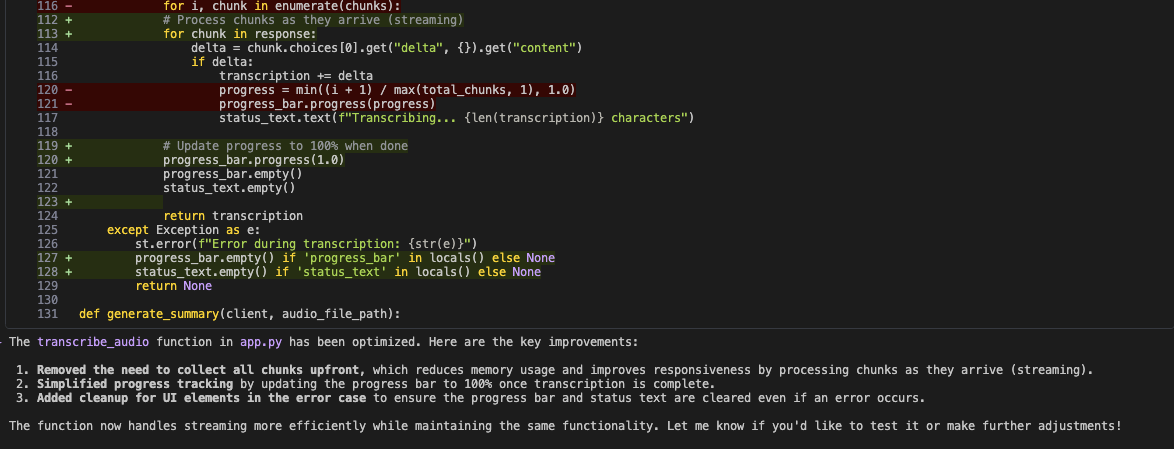 116 -             for i, chunk in enumerate(chunks):
112 +             # Process chunks as they arrive (streaming)
113 +             for chunk in response:
114                   delta = chunk.choices[0].get("delta", {}).get("content")
115                   if delta:
116                       transcription += delta
120 -                     progress = min((i + 1) / max(total_chunks, 1), 1.0)
121 -                     progress_bar.progress(progress)
117                       status_text.text(f"Transcribing... {len(transcription)} characters")
118
119 +             # Update progress to 100% when done
120 +             progress_bar.progress(1.0)
121               progress_bar.empty()
122               status_text.empty()
123 +
124               return transcription
125       except Exception as e:
126           st.error(f"Error during transcription: {str(e)}")
127 +         progress_bar.empty() if 'progress_bar' in locals() else None
128 +         status_text.empty() if 'status_text' in locals() else None
129           return None
130
131   def generate_summary(client, audio_file_path):
The transcribe_audio function in app.py has been optimized. Here are the key improvements:
1. Removed the need to collect all chunks upfront, which reduces memory usage and improves responsiveness by processing chunks as they arrive (streaming).
2. Simplified progress tracking by updating the progress bar to 100% once transcription is complete.
3. Added cleanup for UI elements in the error case to ensure the progress bar and status text are cleared even if an error occurs.
The function now handles streaming more efficiently while maintaining the same functionality. Let me know if you'd like to test it or make further adjustments!